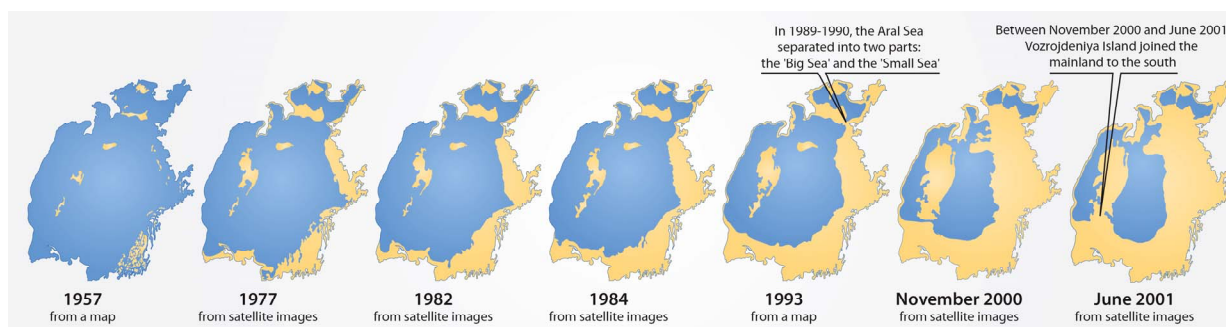 In 1989-1990, the Aral Sea
separated into two parts:
the 'Big Sea' and the 'Small Sea'
Between November 2000 and June 2001
Vozrojdeniya Island joined the
mainland to the south
1957
from a map
1977
from satellite images
1982
from satellite images
1984
from satellite images
1993
from a map
November 2000
from satellite images
June 2001
from satellite images